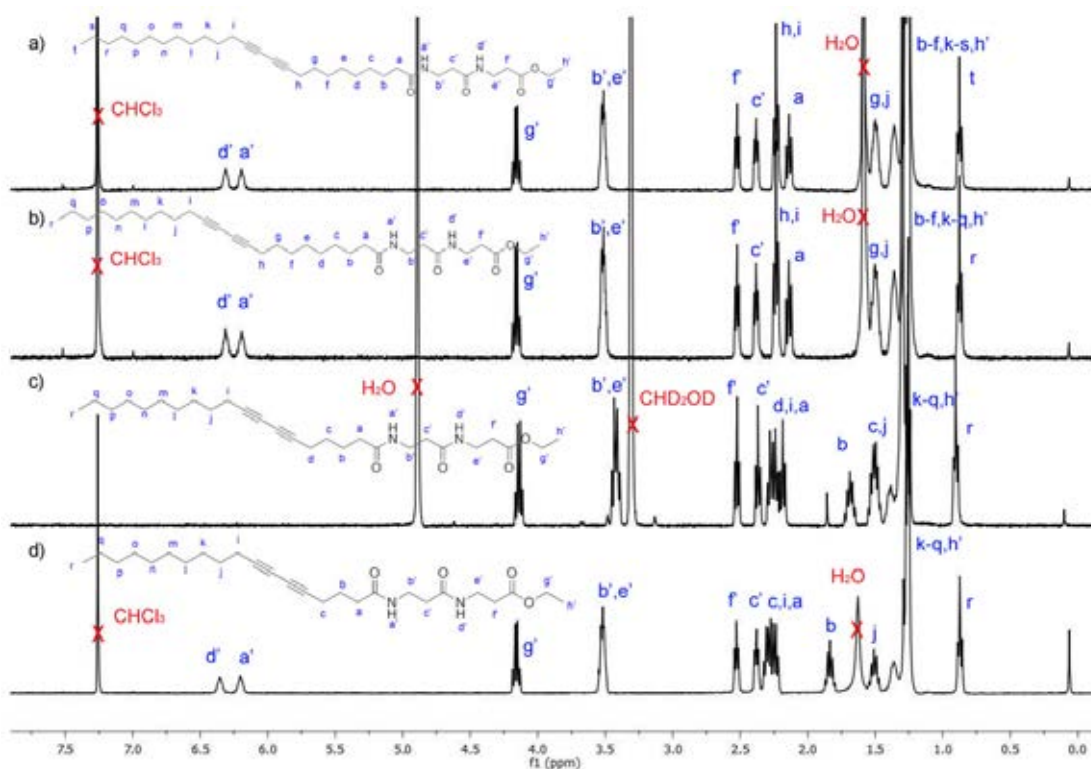 a)
s q o m k i
t r p n l j
g e c a a' c' d' f'
h f d b b' e' g' h'
O N H O N H O O
CHCl₃
d' a' g' b',e' f' c' h,i a H₂O g,j b-f,k-s,h' t
b)
q o m k i
r p n l j
g e c a a' c' d' f' h'
h f d b b' e' g'
O N H O N H O O
CHCl₃
d' a' g' b',e' f' c' h,i a H₂O g,j b-f,k-q,h' r
c)
q o m k i
r p n l j
c a a' c' d' f' h'
d b b' e' g'
O N H O N H O O
H₂O g' b',e' CHD₂OD f' c' d,i,a b c,j k-q,h' r
d)
q o m k i
r p n l j
b b' e' g'
c a a' c' d' f' h'
O N H O N H O O
CHCl₃
d' a' g' b',e' f' c' c,i,a b H₂O j k-q,h' r
7.5 7.0 6.5 6.0 5.5 5.0 4.5 4.0 3.5 3.0 2.5 2.0 1.5 1.0 0.5 0.0
f1 (ppm)